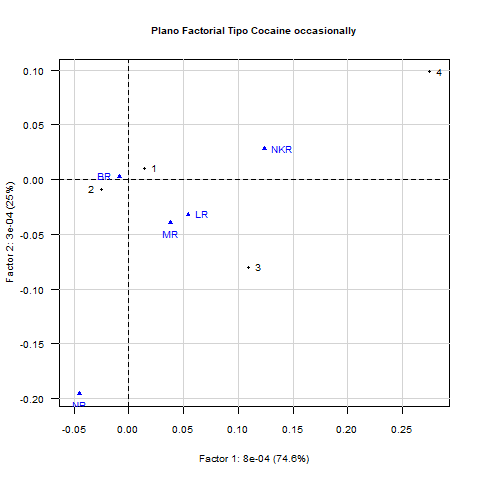 Plano Factorial Tipo Cocaine occasionally
Factor 2: 3e-04 (25%)
0.10
0.05
0.00
-0.05
-0.10
-0.15
-0.20
4
NKR
1
BR
2
LR
MR
3
NR
-0.05 0.00 0.05 0.10 0.15 0.20 0.25
Factor 1: 8e-04 (74.6%)